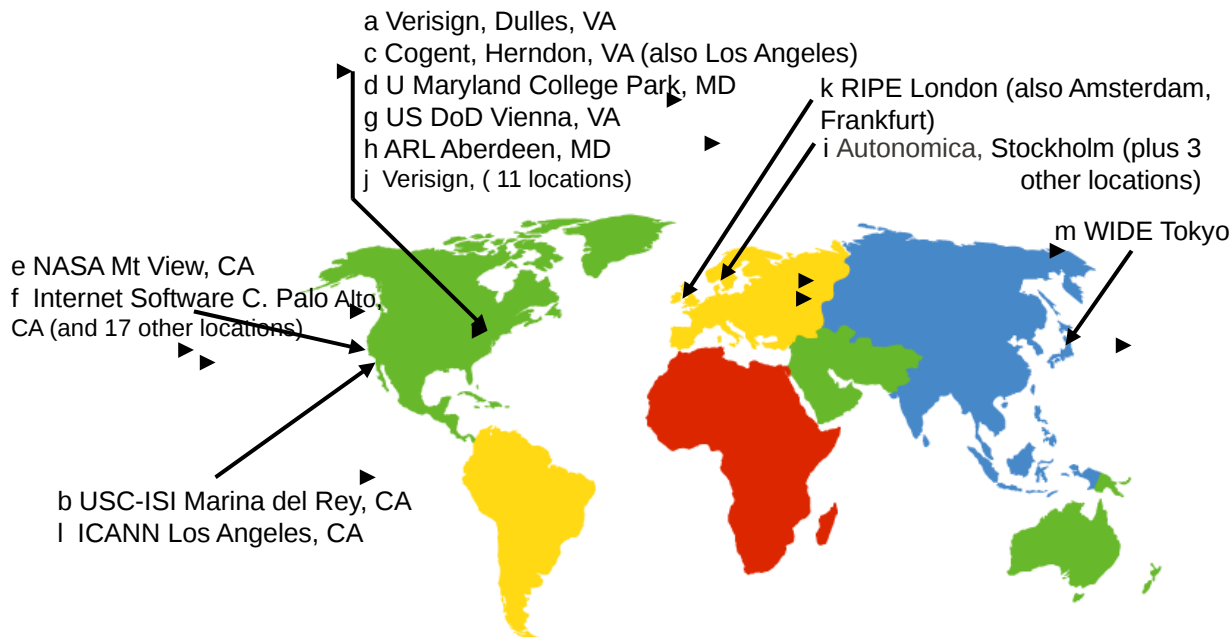 a Verisign, Dulles, VA
c Cogent, Herndon, VA (also Los Angeles)
d U Maryland College Park, MD
g US DoD Vienna, VA
h ARL Aberdeen, MD
j Verisign, ( 11 locations)
k RIPE London (also Amsterdam,
Frankfurt)
i Autonomica, Stockholm (plus 3
other locations)
m WIDE Tokyo
e NASA Mt View, CA
f Internet Software C. Palo Alto,
CA (and 17 other locations)
b USC-ISI Marina del Rey, CA
l ICANN Los Angeles, CA